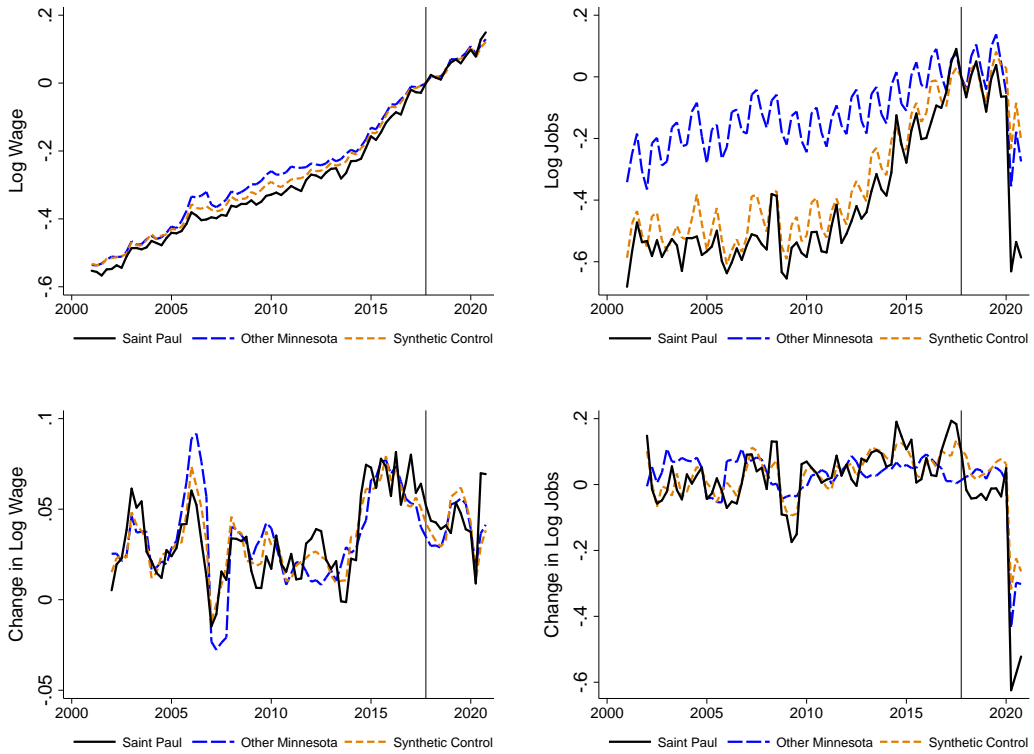 .2
0
-.2
-.4
-.6
Log Wage
2000
2005
2010
2015
2020
Saint Paul
Other Minnesota
Synthetic Control
.2
0
-.2
-.4
-.6
Log Jobs
2000
2005
2010
2015
2020
Saint Paul
Other Minnesota
Synthetic Control
.1
.05
0
-.05
Change in Log Wage
2000
2005
2010
2015
2020
Saint Paul
Other Minnesota
Synthetic Control
.2
0
-.2
-.4
-.6
Change in Log Jobs
2000
2005
2010
2015
2020
Saint Paul
Other Minnesota
Synthetic Control